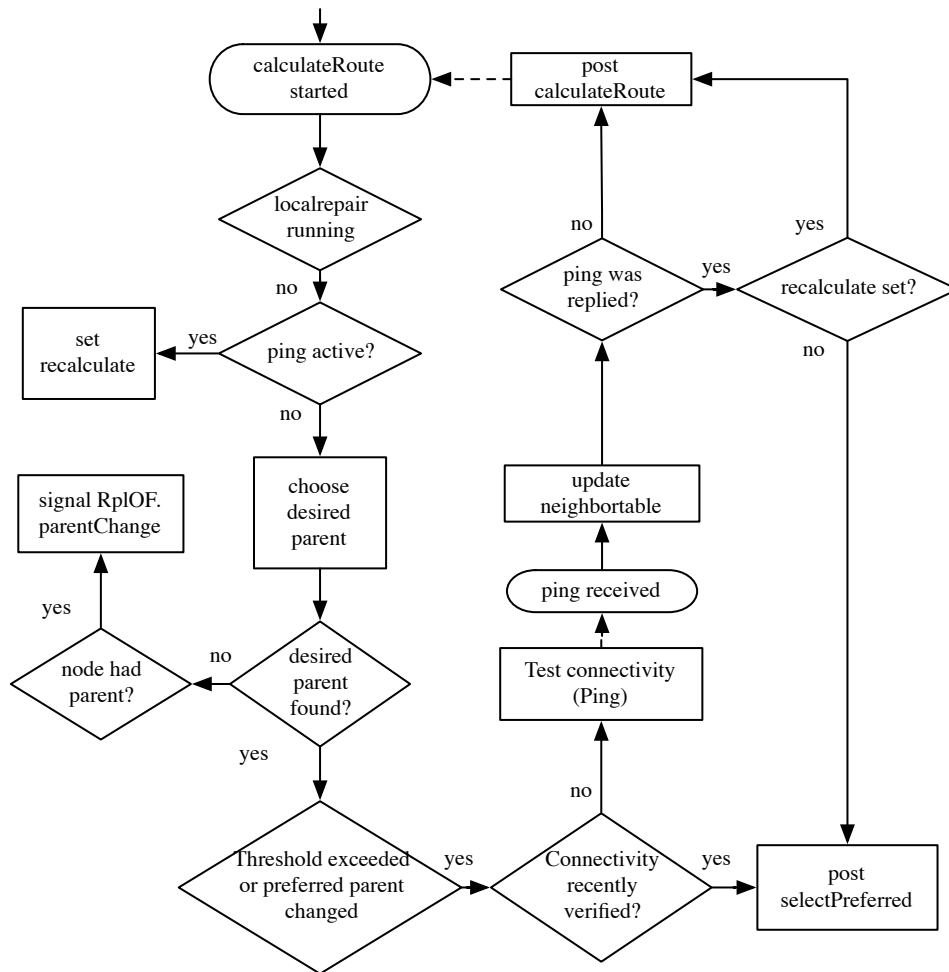 calculateRoute
started
post
calculateRoute
localrepair
running
no
ping was
replied?
yes
recalculate set?
yes
no
no
set
recalculate
yes
ping active?
no
choose
desired
parent
signal RplOF.
parentChange
update
neighbortable
ping received
yes
node had
parent?
no
desired
parent
found?
Test connectivity
(Ping)
yes
no
Threshold exceeded
or preferred parent
changed
yes
Connectivity
recently
verified?
yes
post
selectPreferred